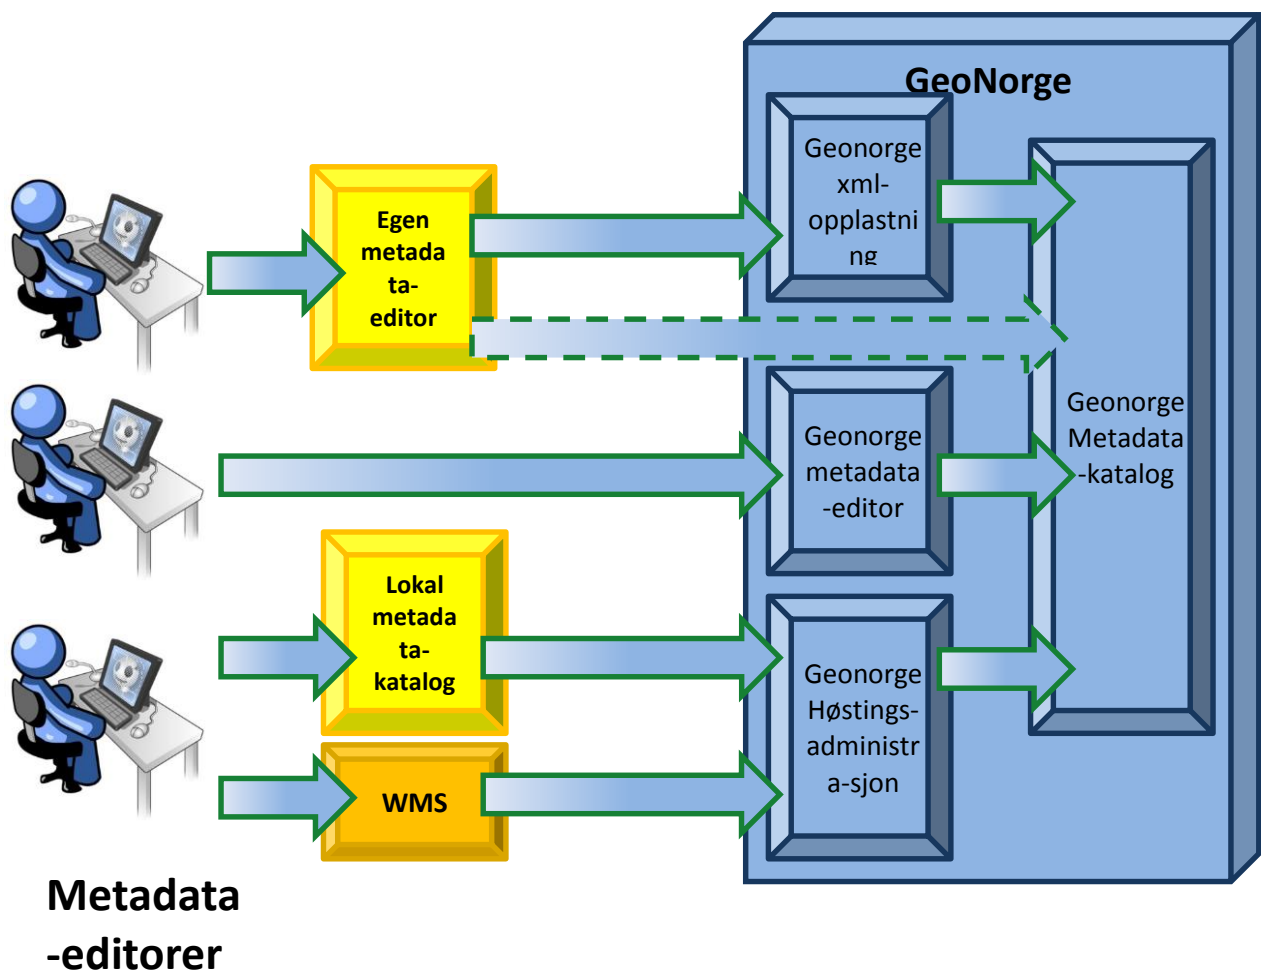 GeoNorge
Geonorge
xml-
opplastni
ng
Egen
metada
ta-
editor
Geonorge
metadata
-editor
Geonorge
Metadata
-katalog
Lokal
metada
ta-
katalog
Geonorge
Høstings-
administr
a-sjon
WMS
Metadata
-editorer